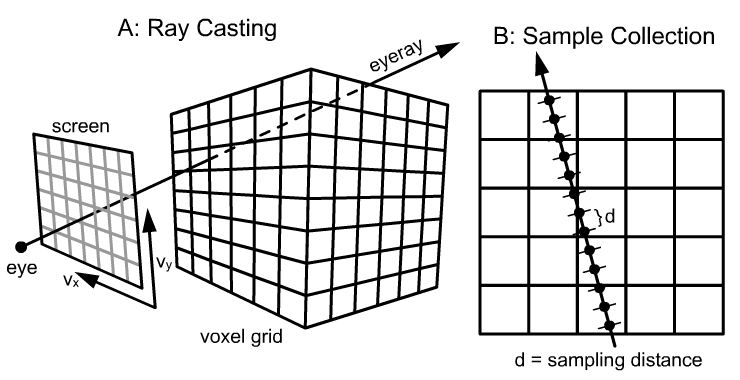 A: Ray Casting
B: Sample Collection
eyeray
screen
}d
eye
vx
vy
voxel grid
d = sampling distance